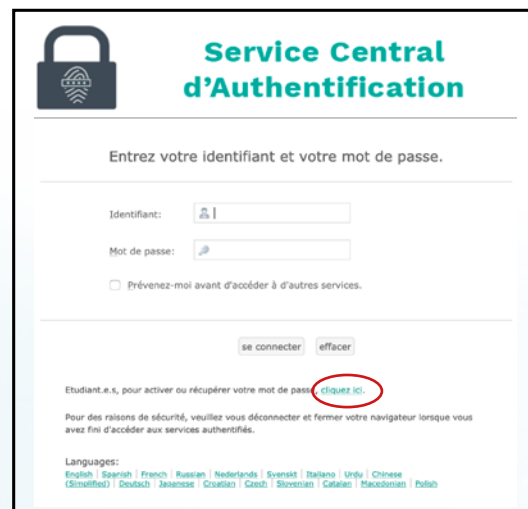 Service Central
d'Authentification
Entrez votre identifiant et votre mot de passe.
Identifiant:
Mot de passe:
Prévenez-moi avant d'accéder à d'autres services.
se connecter effacer
Etudiant.e.s, pour activer ou récupérer votre mot de passe, cliquez ici.
Pour des raisons de sécurité, veuillez vous déconnecter et fermer votre navigateur lorsque vous
avez fini d'accéder aux services authentifiés.
Languages:
English | Spanish | French | Russian | Nederlands | Svenskt | Italiano | Urdu | Chinese
(Simplified) | Deutsch | Japanese | Croatian | Czech | Slovenian | Catalan | Macedonian | Polish